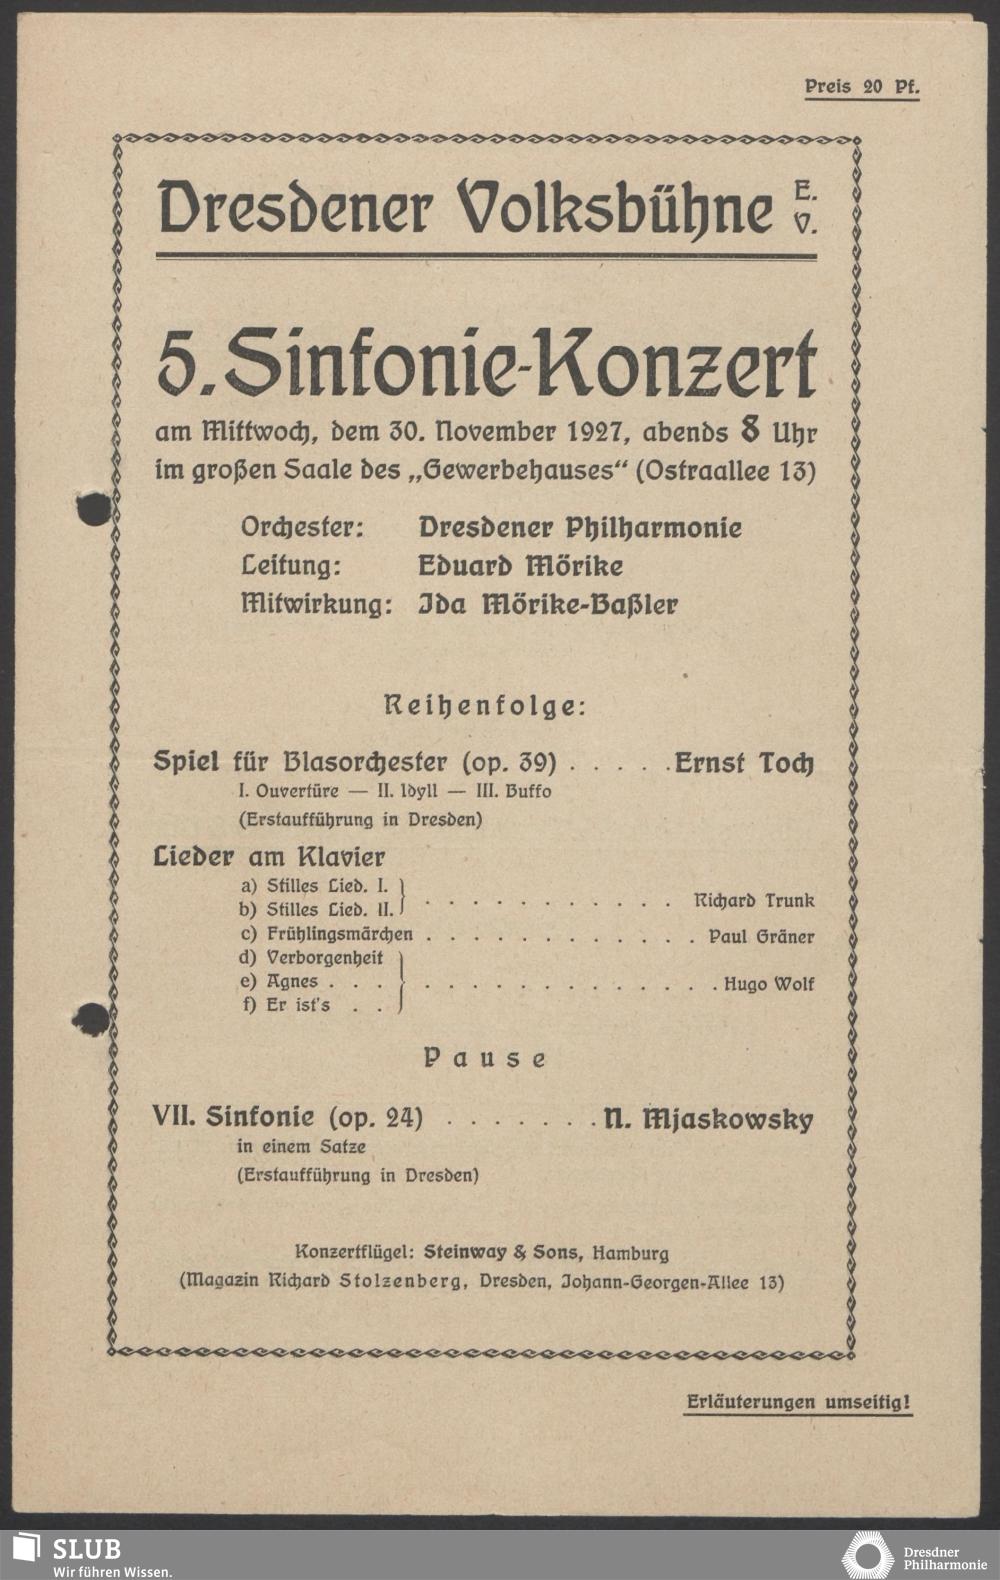 Preis 20 Pf.
Dresdener Volksbühne E. V.
5. Sinfonie-Konzert
am Mittwoch, dem 30. November 1927, abends 8 Uhr
im großen Saale des „Gewerbehauses“ (Ostraallee 13)
Orchester: Dresdener Philharmonie
Leitung: Eduard Mörike
Mitwirkung: Ida Mörike-Baßler
Reihenfolge:
Spiel für Blasorchester (op. 39) . . . . . Ernst Toch
I. Ouvertüre — II. Idyll — III. Buffo
(Erstaufführung in Dresden)
Lieder am Klavier
a) Stilles Lied. I.
b) Stilles Lied. II. } . . . . . . . . . . . Richard Trunk
c) Frühlingsmärchen . . . . . . . . . . . . Paul Gräner
d) Verborgenheit
e) Agnes . . . } . . . . . . . . . . . . . Hugo Wolf
f) Er ist's . .
Pause
VII. Sinfonie (op. 24) . . . . . . . N. Mjaskowsky
in einem Satze
(Erstaufführung in Dresden)
Konzertflügel: Steinway & Sons, Hamburg
(Magazin Richard Stolzenberg, Dresden, Johann-Georgen-Allee 13)
Erläuterungen umseitig!
SLUB
Wir führen Wissen.
Dresdner
Philharmonie